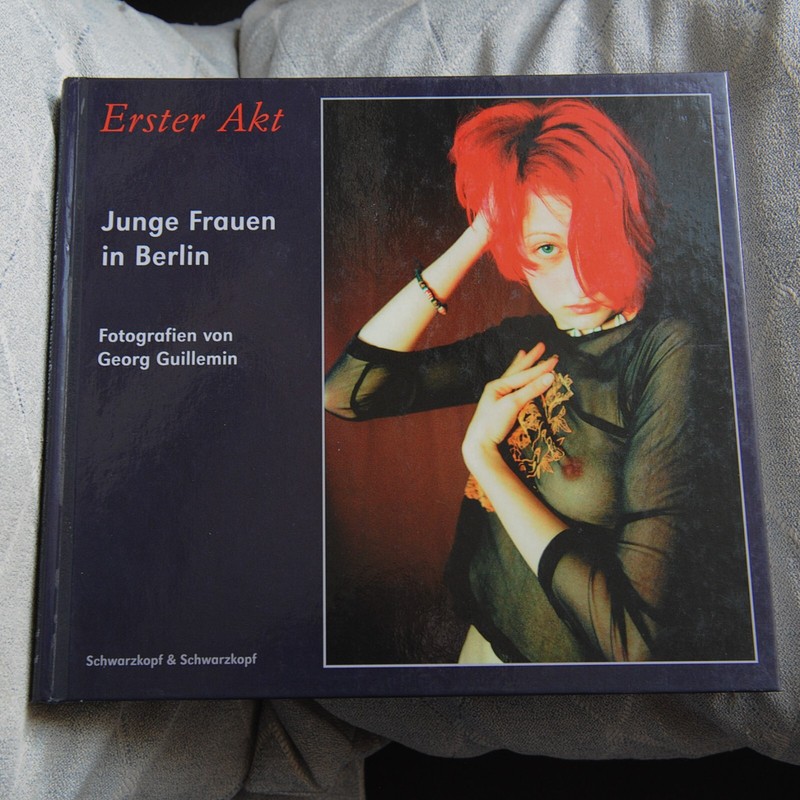 Erster Akt
Junge Frauen
in Berlin
Fotografien von
Georg Guillemin
Schwarzkopf & Schwarzkopf